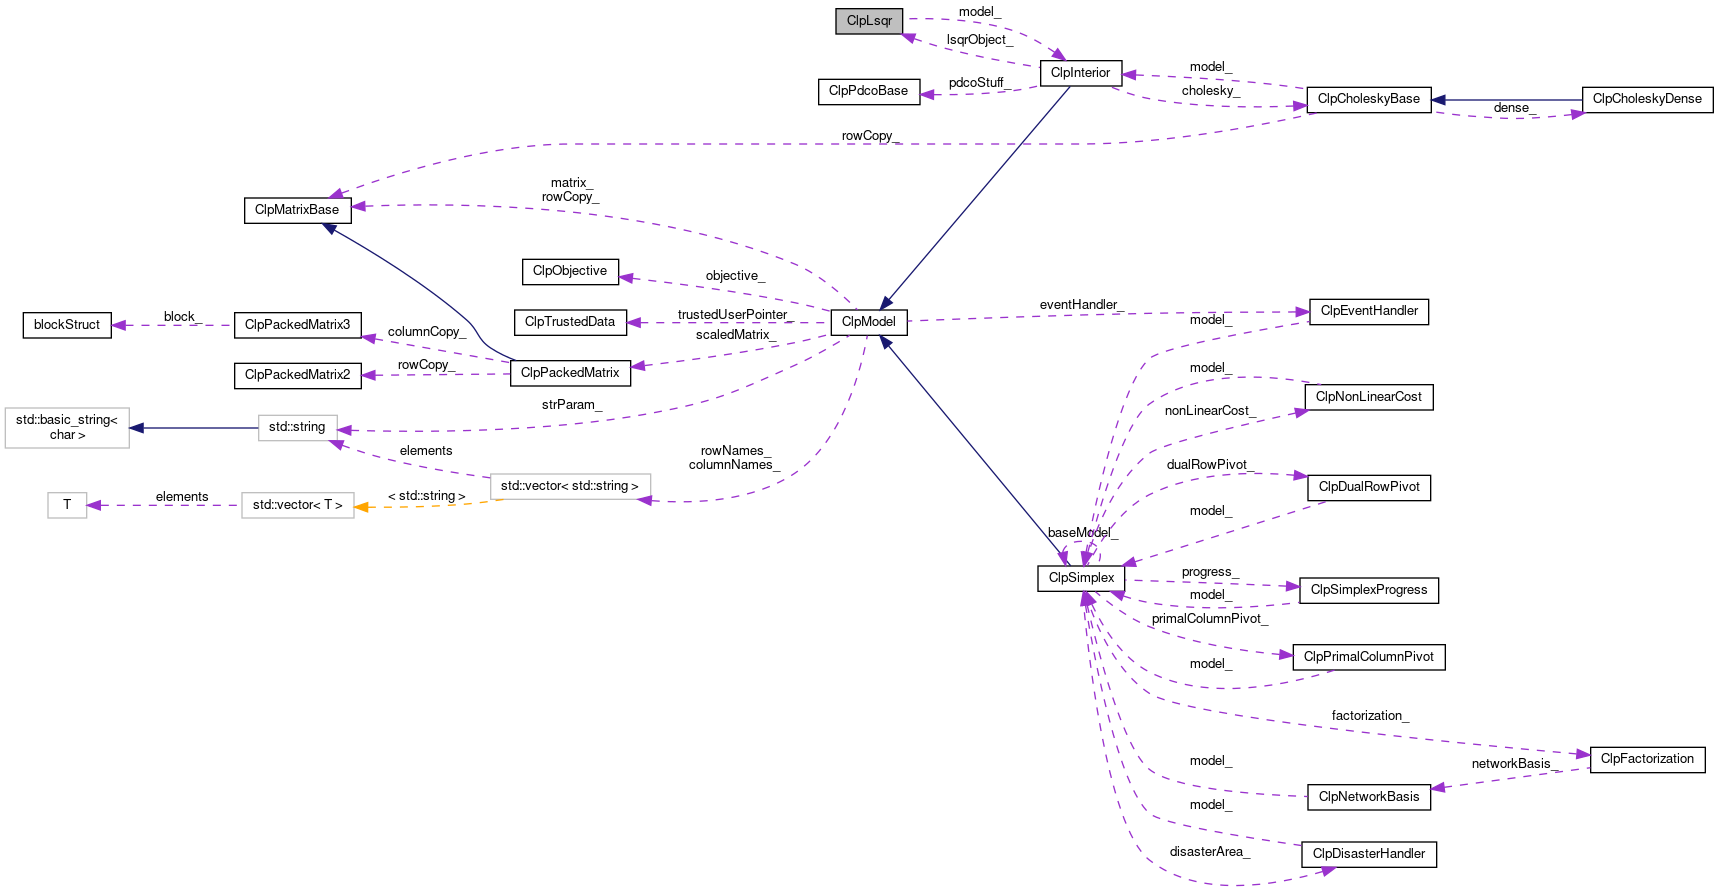 ClpLsqr
model_
lsqrObject_
ClpInterior
model_
ClpPdcoBase
pdcoStuff_
cholesky_
ClpCholeskyBase
dense_
ClpCholeskyDense
rowCopy_
matrix_
rowCopy_
ClpMatrixBase
ClpObjective
objective_
eventHandler_
ClpEventHandler
blockStruct
block_
ClpPackedMatrix3
columnCopy_
ClpTrustedData
trustedUserPointer_
scaledMatrix_
ClpModel
model_
ClpPackedMatrix2
rowCopy_
ClpPackedMatrix
model_
ClpNonLinearCost
nonLinearCost_
std::basic_string<
char >
std::string
strParam_
elements
rowNames_
columnNames_
dualRowPivot_
ClpDualRowPivot
T
elements
std::vector< T >
< std::string >
std::vector< std::string >
model_
baseModel_
ClpSimplex
progress_
model_
ClpSimplexProgress
primalColumnPivot_
ClpPrimalColumnPivot
model_
factorization_
ClpFactorization
networkBasis_
model_
ClpNetworkBasis
model_
disasterArea_
ClpDisasterHandler